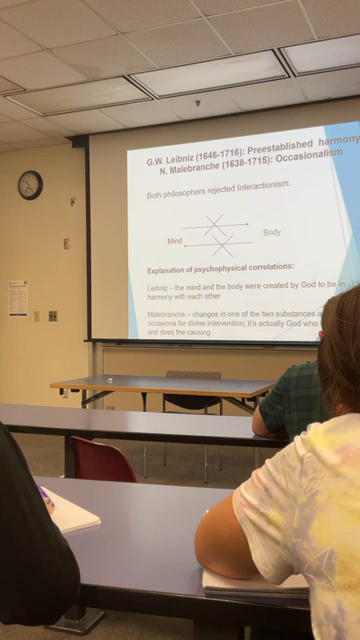 G.W. Leibniz (1646-1716): Preestablished harmony
N. Malebranche (1638-1715): Occasionalism
Both philosophers rejected Interactionism.
Mind
Body
Explanation of psychophysical correlations:
Leibniz – the mind and the body were created by God to be in
harmony with each other
Malebranche – changes in one of the two substances
occasions for divine intervention; it's actually God who
and does the causing